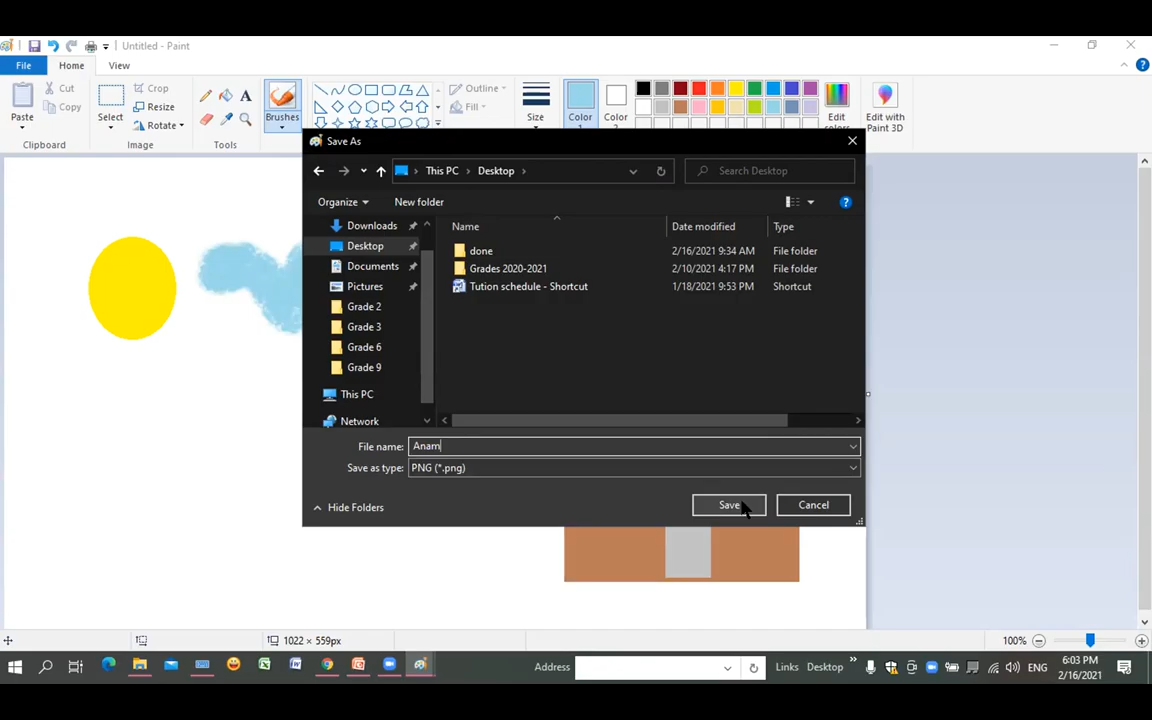 Untitled - Paint
File
Home
View
Paste
Cut
Copy
Clipboard
Select
Crop
Resize
Rotate
Image
Tools
Brushes
Outline
Fill
Size
Color
1
Color
2
Edit
colors
Edit with
Paint 3D
Save As
This PC
Desktop
Search Desktop
Organize
New folder
Name
Date modified
Type
Downloads
Desktop
Documents
Pictures
Grade 2
Grade 3
Grade 6
Grade 9
This PC
Network
done 2/16/2021 9:34 AM File folder
Grades 2020-2021 2/10/2021 4:17 PM File folder
Tution schedule - Shortcut 1/18/2021 9:53 PM Shortcut
File name: Anam
Save as type: PNG (*.png)
Hide Folders
Save
Cancel
1022 × 559px
100%
Address
Links
Desktop
ENG
6:03 PM
2/16/2021